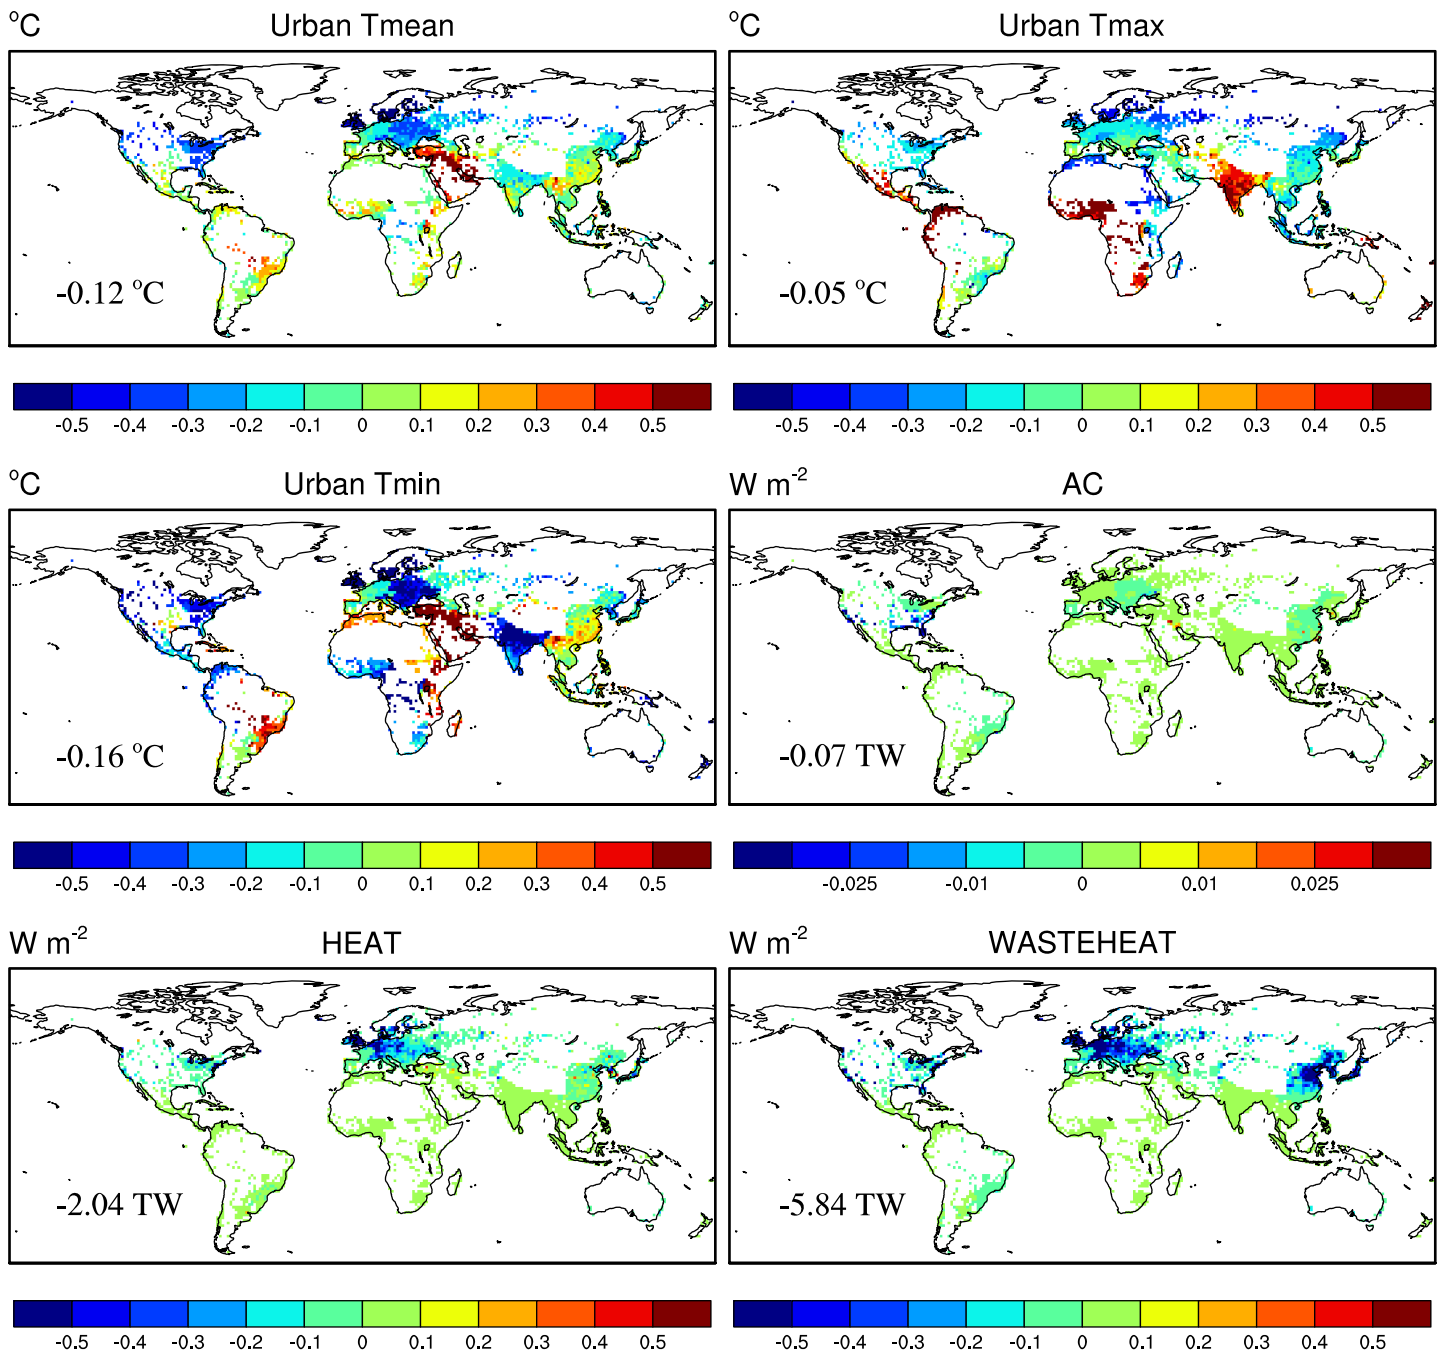 °C Urban Tmean
-0.12 °C
-0.5 -0.4 -0.3 -0.2 -0.1 0 0.1 0.2 0.3 0.4 0.5
°C Urban Tmax
-0.05 °C
-0.5 -0.4 -0.3 -0.2 -0.1 0 0.1 0.2 0.3 0.4 0.5
°C Urban Tmin
-0.16 °C
-0.5 -0.4 -0.3 -0.2 -0.1 0 0.1 0.2 0.3 0.4 0.5
W m⁻² AC
-0.07 TW
-0.025 -0.01 0 0.01 0.025
W m⁻² HEAT
-2.04 TW
-0.5 -0.4 -0.3 -0.2 -0.1 0 0.1 0.2 0.3 0.4 0.5
W m⁻² WASTEHEAT
-5.84 TW
-0.5 -0.4 -0.3 -0.2 -0.1 0 0.1 0.2 0.3 0.4 0.5